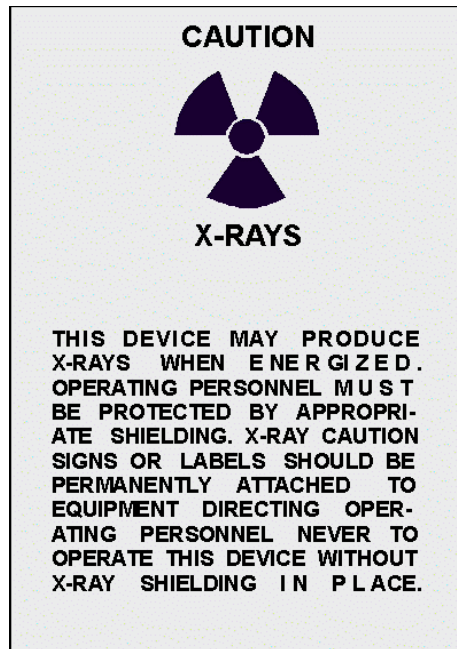 CAUTION
X-RAYS
THIS DEVICE MAY PRODUCE
X-RAYS WHEN ENERGIZED.
OPERATING PERSONNEL MUST
BE PROTECTED BY APPROPRI-
ATE SHIELDING. X-RAY CAUTION
SIGNS OR LABELS SHOULD BE
PERMANENTLY ATTACHED TO
EQUIPMENT DIRECTING OPER-
ATING PERSONNEL NEVER TO
OPERATE THIS DEVICE WITHOUT
X-RAY SHIELDING IN PLACE.